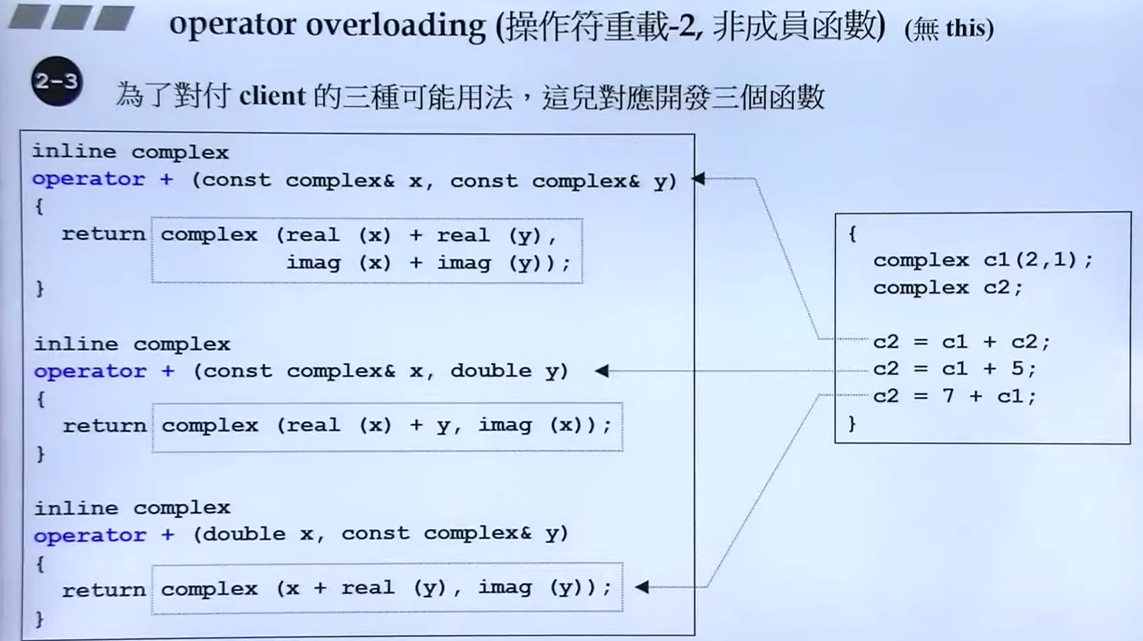 operator overloading (操作符重載-2, 非成員函數) (無 this)
2-3
為了對付 client 的三種可能用法，這兒對應開發三個函數
inline complex
operator + (const complex& x, const complex& y)
{
return complex (real (x) + real (y),
imag (x) + imag (y));
}
inline complex
operator + (const complex& x, double y)
{
return complex (real (x) + y, imag (x));
}
inline complex
operator + (double x, const complex& y)
{
return complex (x + real (y), imag (y));
}
{
complex c1(2,1);
complex c2;
c2 = c1 + c2;
c2 = c1 + 5;
c2 = 7 + c1;
}